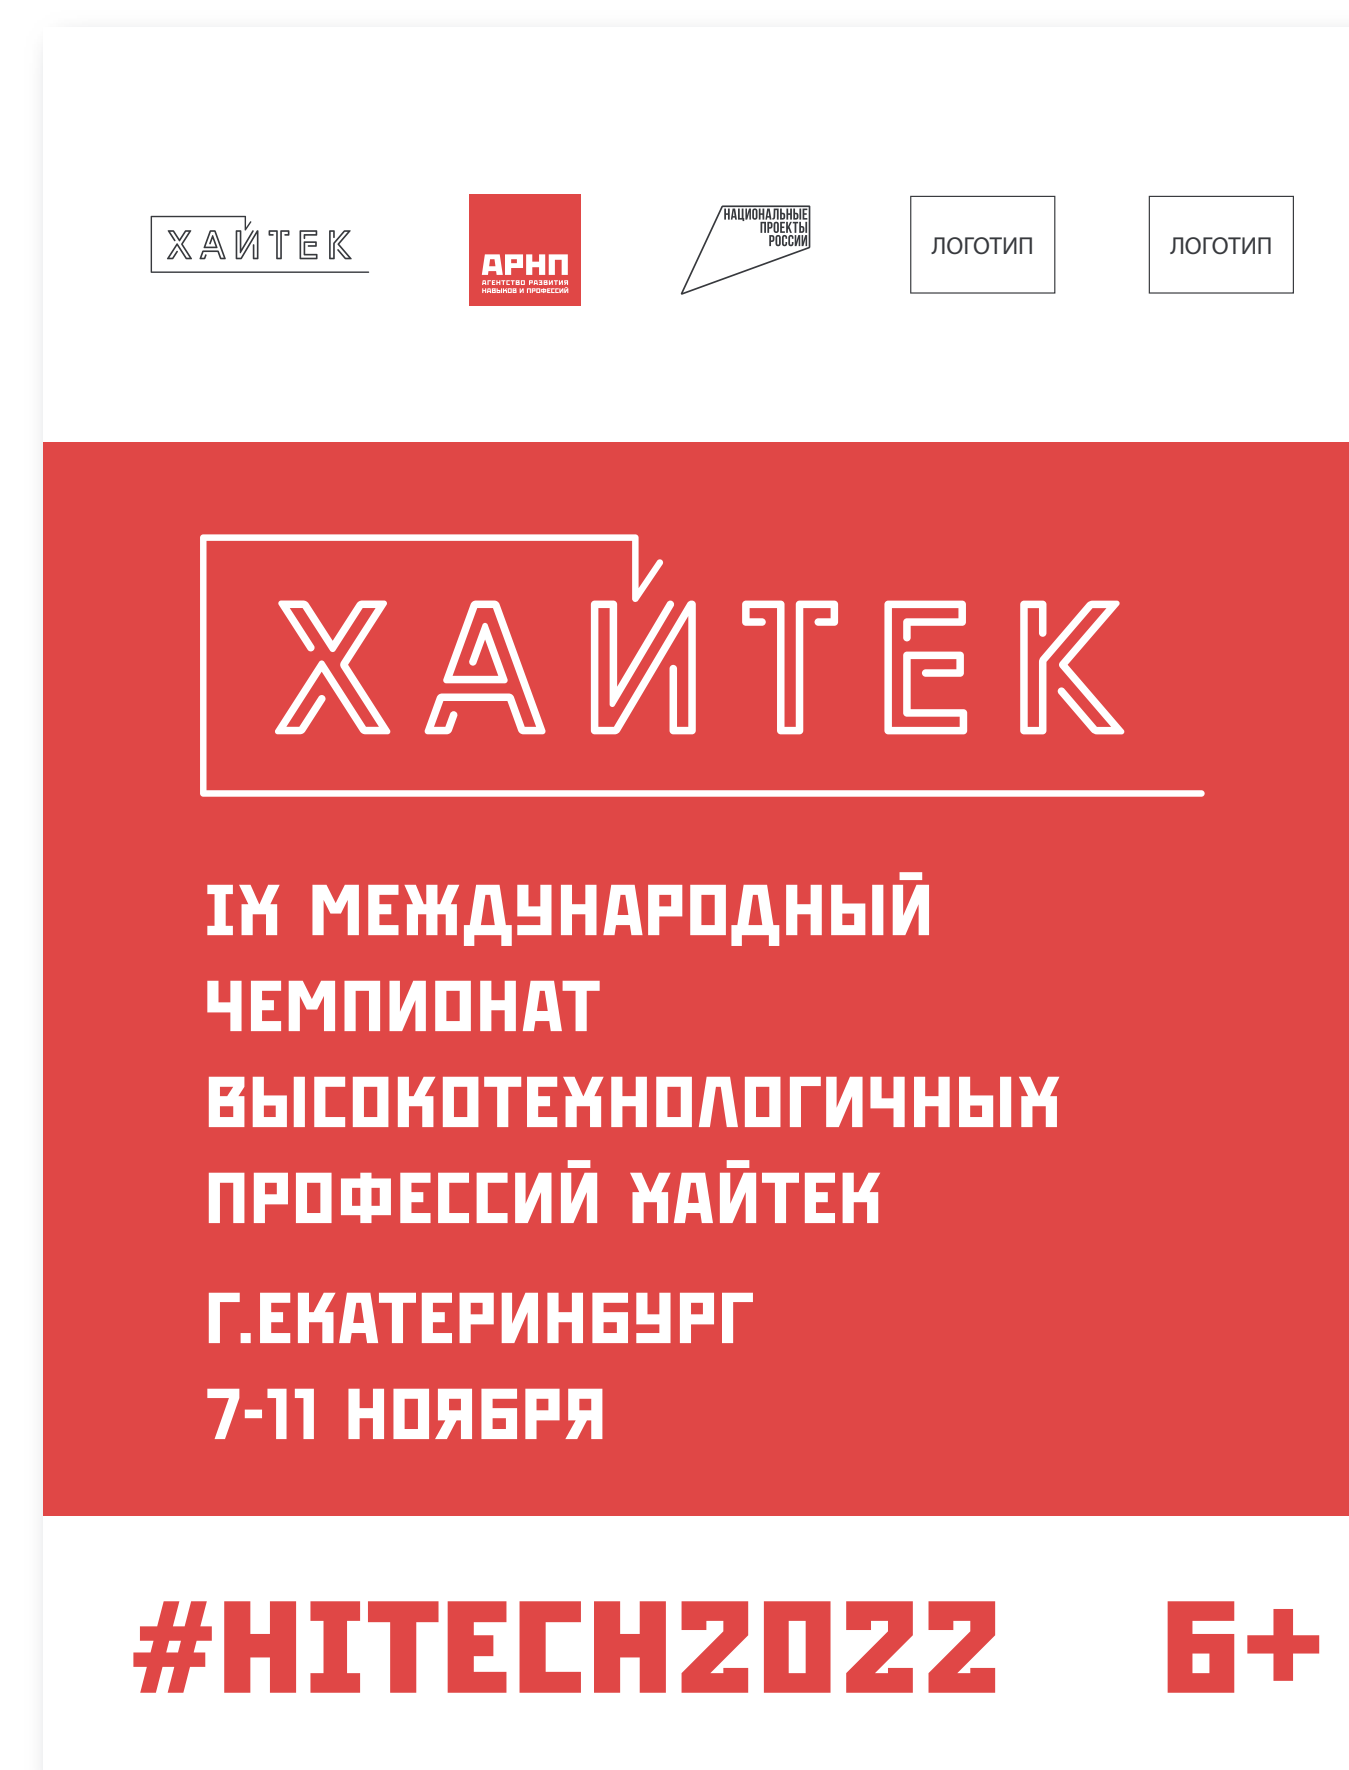 ХАЙТЕК
АРНП
АГЕНТСТВО РАЗВИТИЯ
НАВЫКОВ И ПРОФЕССИЙ
НАЦИОНАЛЬНЫЕ
ПРОЕКТЫ
РОССИИ
ЛОГОТИП
ЛОГОТИП
ХАЙТЕК
IX МЕЖДУНАРОДНЫЙ
ЧЕМПИОНАТ
ВЫСОКОТЕХНОЛОГИЧНЫХ
ПРОФЕССИЙ ХАЙТЕК
Г.ЕКАТЕРИНБУРГ
7-11 НОЯБРЯ
#HITECH2022
6+